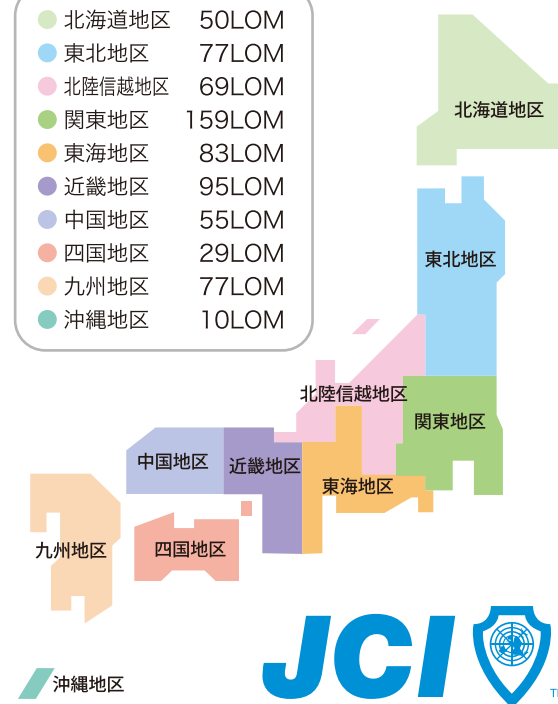 北海道地区 50LOM
東北地区 77LOM
北陸信越地区 69LOM
関東地区 159LOM
東海地区 83LOM
近畿地区 95LOM
中国地区 55LOM
四国地区 29LOM
九州地区 77LOM
沖縄地区 10LOM
北海道地区
東北地区
北陸信越地区
関東地区
中国地区
近畿地区
東海地区
九州地区
四国地区
沖縄地区
JCI